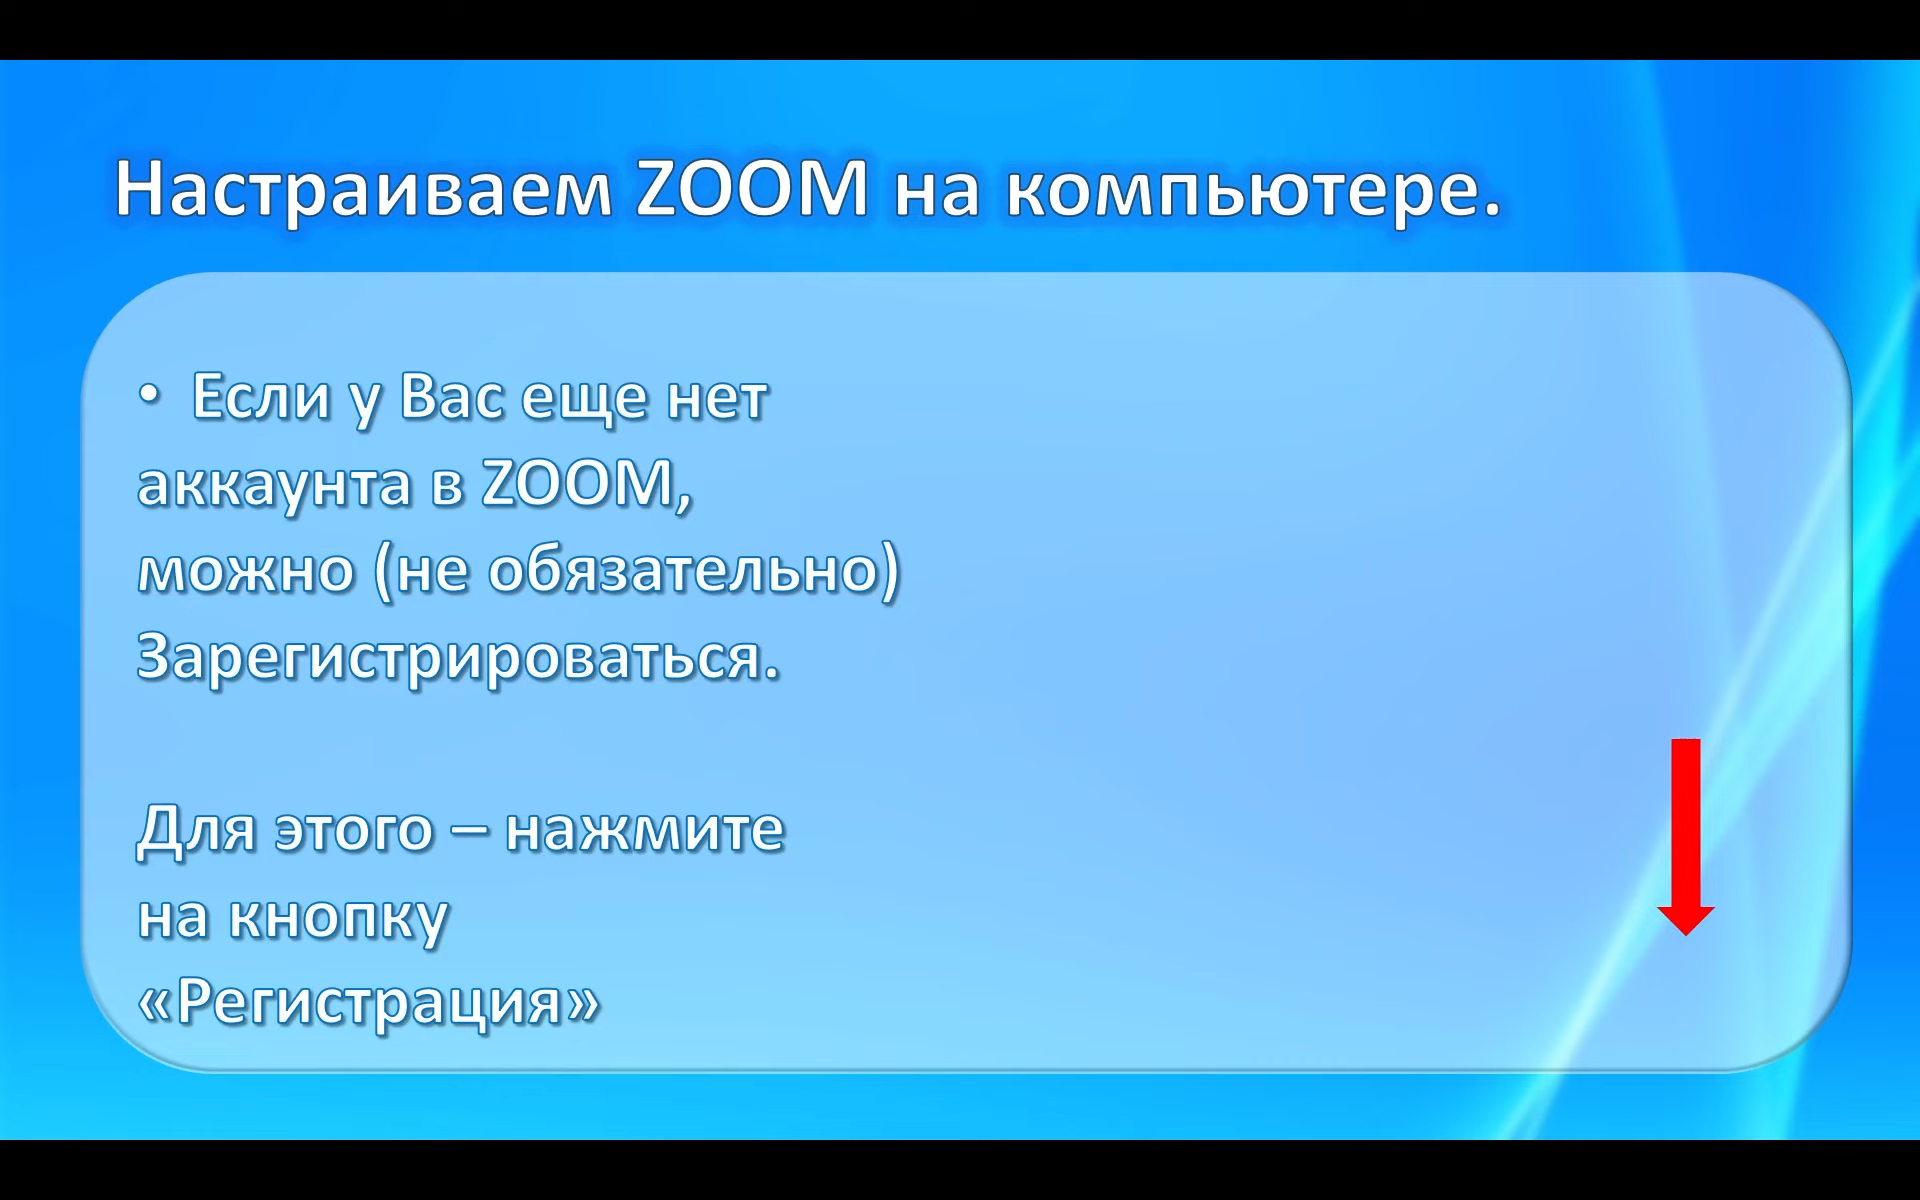 Настраиваем ZOOM на компьютере.
• Если у Вас еще нет
аккаунта в ZOOM,
можно (не обязательно)
Зарегистрироваться.
Для этого – нажмите
на кнопку
«Регистрация»